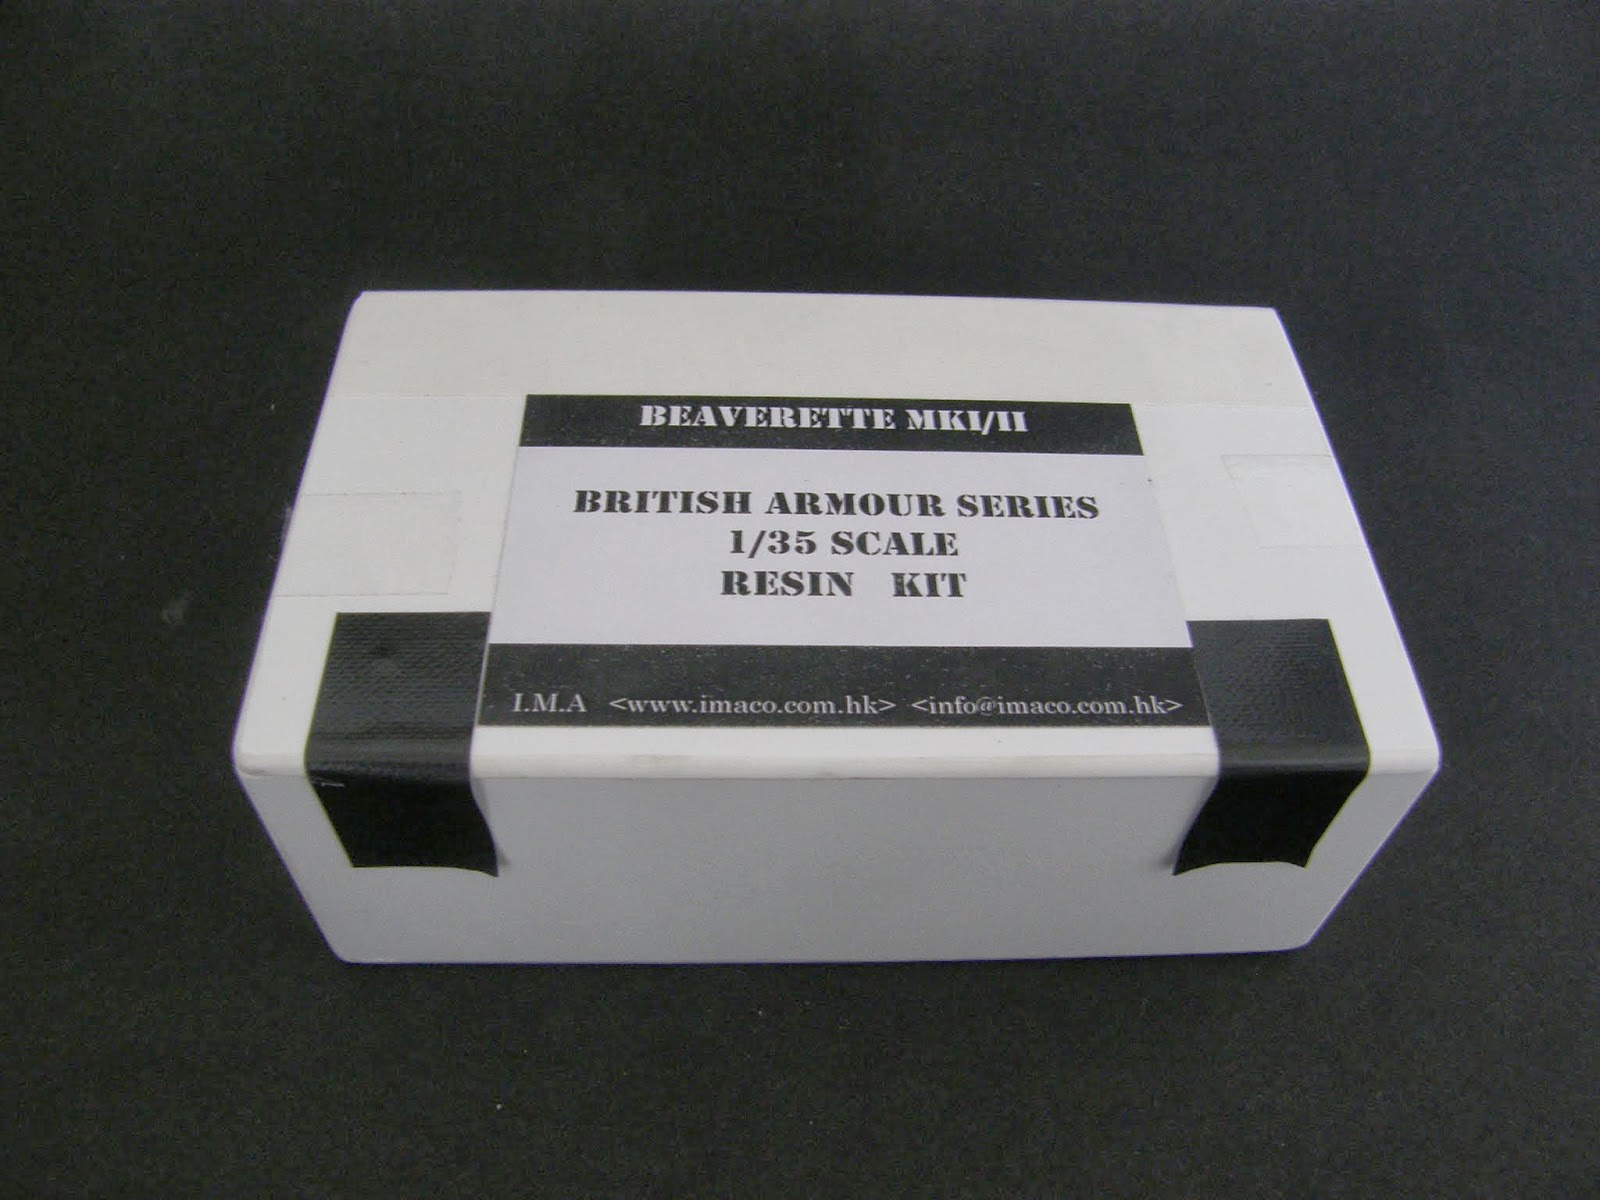 BEAVERETTE MKI/II
BRITISH ARMOUR SERIES
1/35 SCALE
RESIN KIT
I.M.A <www.imaco.com.hk> <info@imaco.com.hk>